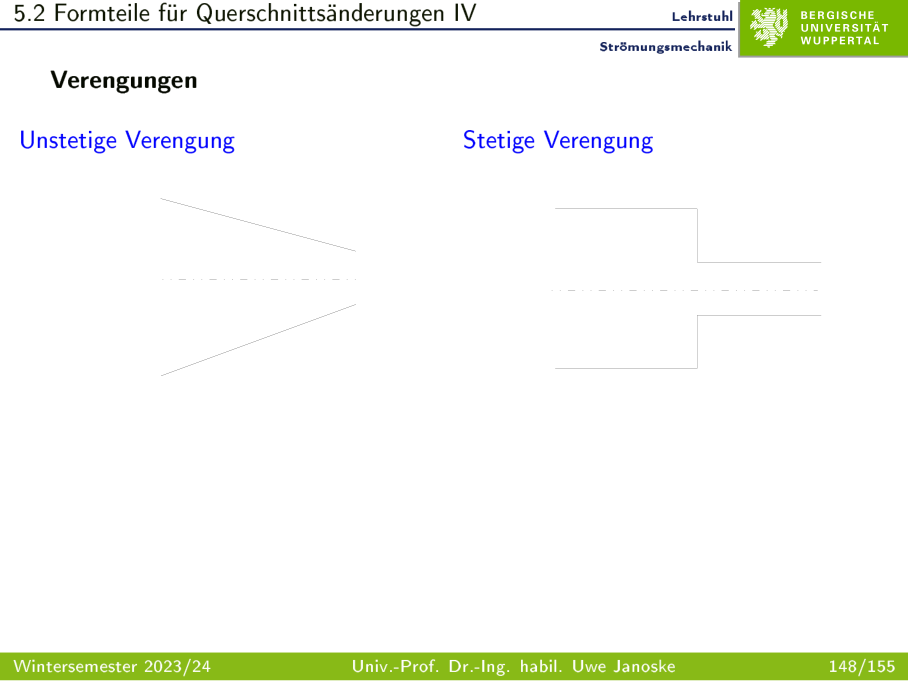 5.2 Formteile für Querschnittsänderungen IV
Lehrstuhl
Strömungsmechanik
BERGISCHE
UNIVERSITÄT
WUPPERTAL
Verengungen
Unstetige Verengung
Stetige Verengung
Wintersemester 2023/24
Univ.-Prof. Dr.-Ing. habil. Uwe Janoske
148/155